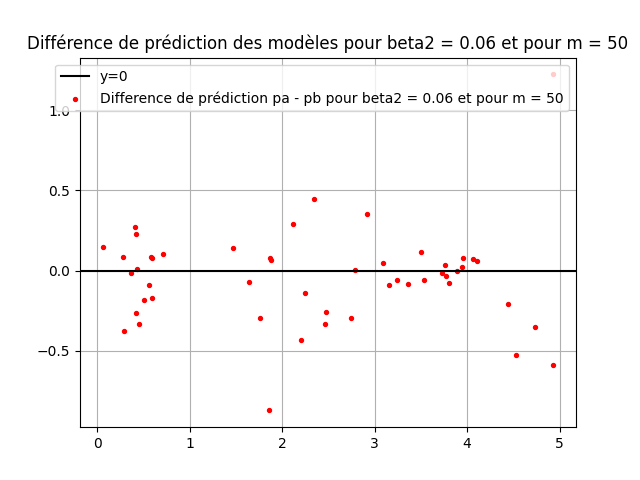 Différence de prédiction des modèles pour beta2 = 0.06 et pour m = 50
y=0
Difference de prédiction pa - pb pour beta2 = 0.06 et pour m = 50
1.0
0.5
0.0
−0.5
0 1 2 3 4 5